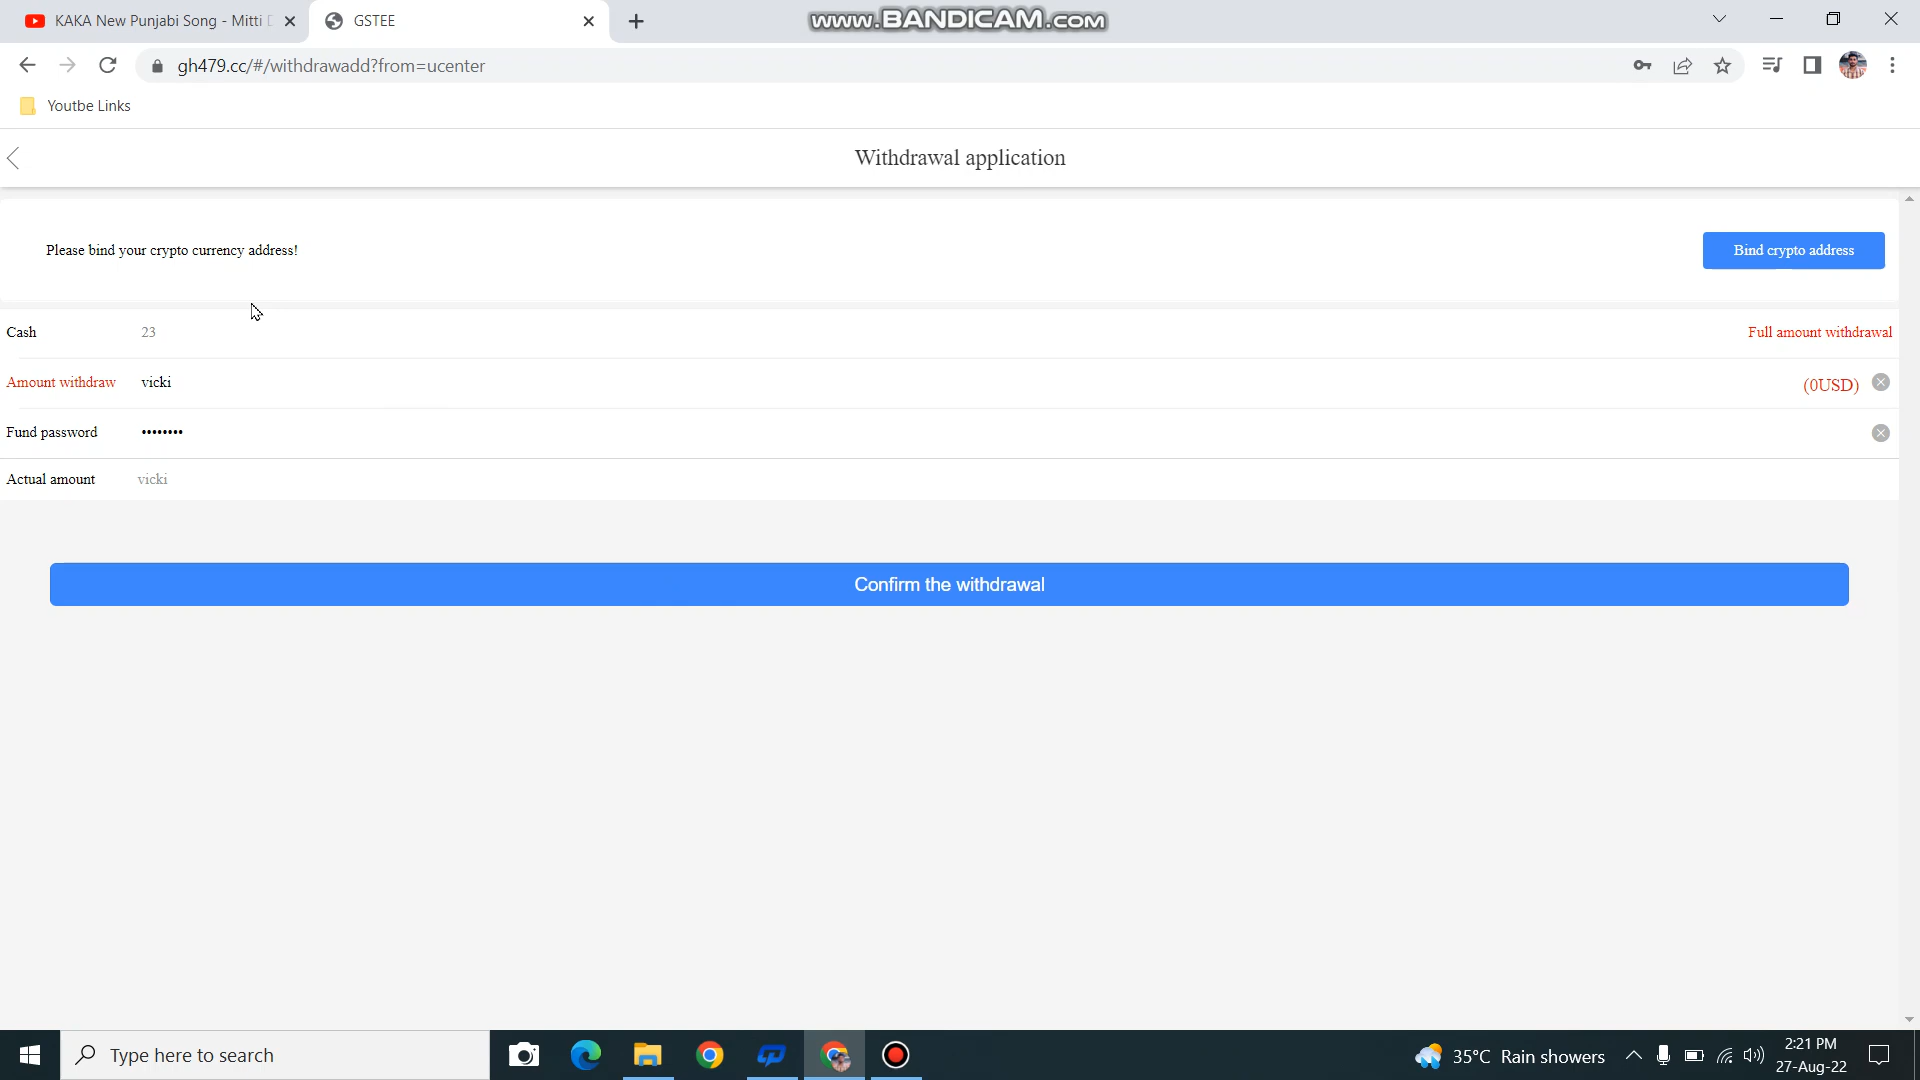 KAKA New Punjabi Song - Mitti D
GSTEE
www.BANDICAM.com
gh479.cc/#/withdrawadd?from=ucenter
Youtbe Links
Withdrawal application
Please bind your crypto currency address!
Bind crypto address
Cash 23 Full amount withdrawal
Amount withdraw vicki (0USD)
Fund password ••••••••
Actual amount vicki
Confirm the withdrawal
Type here to search
35°C Rain showers
2:21 PM
27-Aug-22